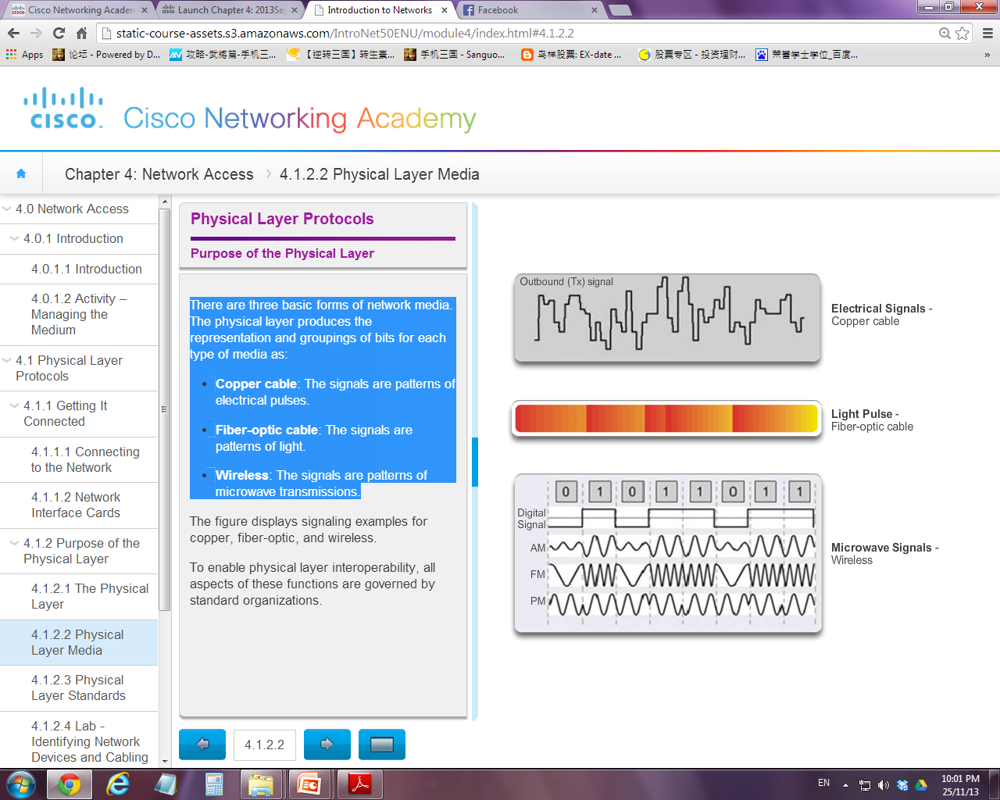 Cisco Networking Academ
Launch Chapter 4: 2013Se
Introduction to Networks
Facebook
static-course-assets.s3.amazonaws.com/IntroNet50ENU/module4/index.html#4.1.2.2
Apps
论坛 - Powered by D...
攻略-武將篇-手机三...
【逆转三国】转生素...
手机三国 - Sanguo...
鸟样股票: EX-date ...
股票专区 - 投资理财...
荣誉学士学位_百度...
»
CISCO
Cisco Networking Academy
Chapter 4: Network Access
4.1.2.2 Physical Layer Media
4.0 Network Access
4.0.1 Introduction
4.0.1.1 Introduction
4.0.1.2 Activity –
Managing the
Medium
4.1 Physical Layer
Protocols
4.1.1 Getting It
Connected
4.1.1.1 Connecting
to the Network
4.1.1.2 Network
Interface Cards
4.1.2 Purpose of the
Physical Layer
4.1.2.1 The Physical
Layer
4.1.2.2 Physical
Layer Media
4.1.2.3 Physical
Layer Standards
4.1.2.4 Lab -
Identifying Network
Devices and Cabling
Physical Layer Protocols
Purpose of the Physical Layer
There are three basic forms of network media.
The physical layer produces the
representation and groupings of bits for each
type of media as:
• Copper cable: The signals are patterns of
electrical pulses.
• Fiber-optic cable: The signals are
patterns of light.
• Wireless: The signals are patterns of
microwave transmissions.
The figure displays signaling examples for
copper, fiber-optic, and wireless.
To enable physical layer interoperability, all
aspects of these functions are governed by
standard organizations.
4.1.2.2
Outbound (Tx) signal
Electrical Signals -
Copper cable
Light Pulse -
Fiber-optic cable
0 1 0 1 1 0 1 1
Digital
Signal
AM
FM
PM
Microwave Signals -
Wireless
EN
10:01 PM
25/11/13